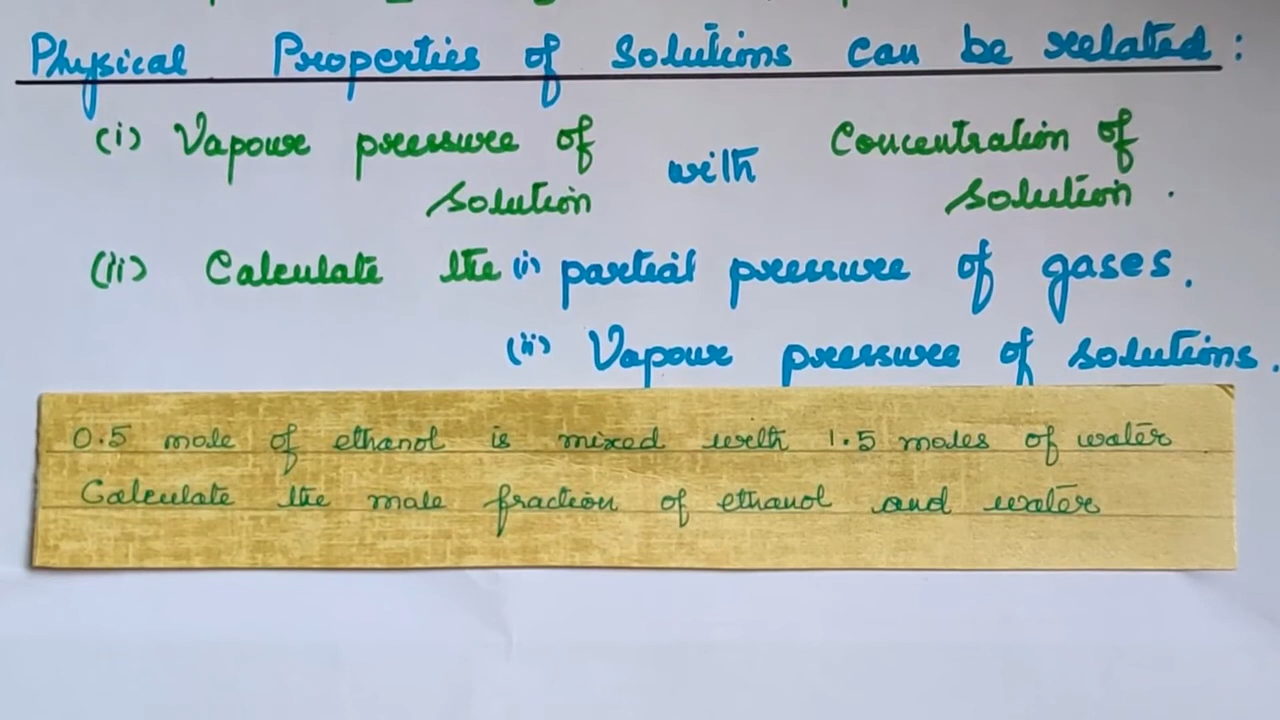 Physical Properties of Solutions can be related :
(i) Vapour pressure of solution with Concentration of solution .
(ii) Calculate the (i) partial pressure of gases .
(ii) Vapour pressure of solutions .
0.5 mole of ethanol is mixed with 1.5 moles of water
Calculate the mole fraction of ethanol and water